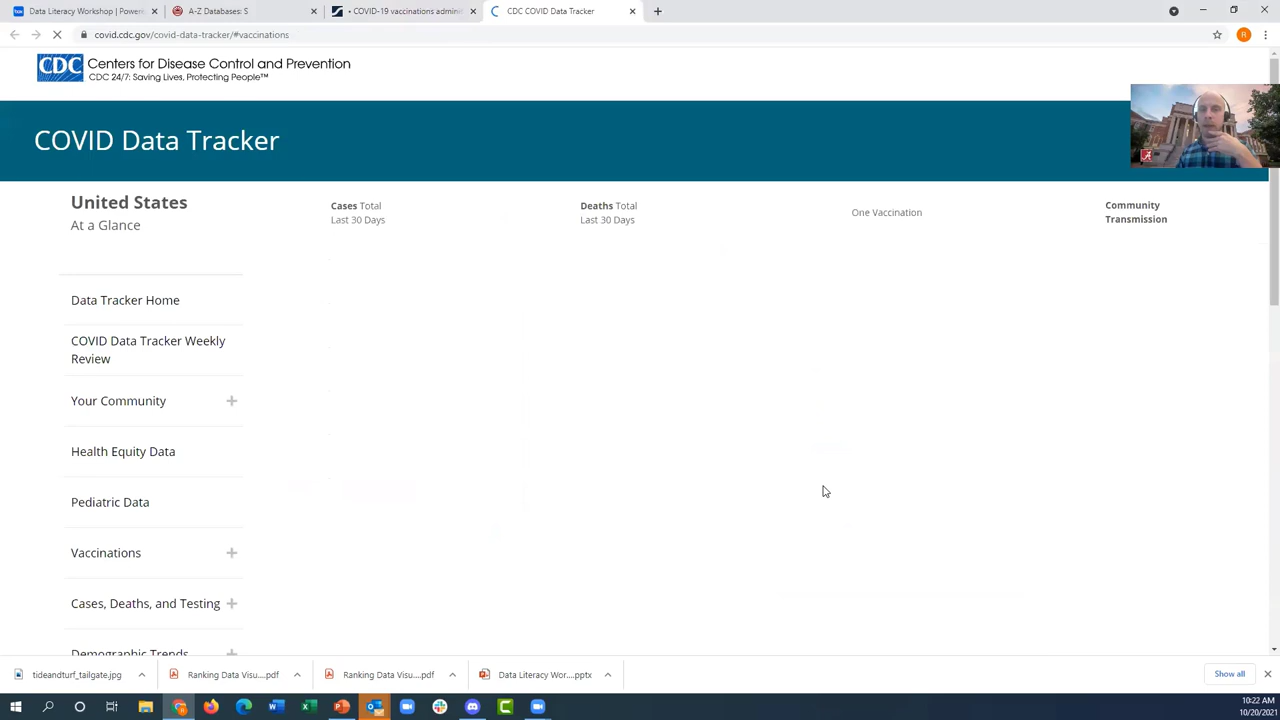 Data Literacy Workshop | Power
A-Z Databases: S
• COVID-19 vaccinations admini
CDC COVID Data Tracker
covid.cdc.gov/covid-data-tracker/#vaccinations
R
CDC
Centers for Disease Control and Prevention
CDC 24/7: Saving Lives, Protecting People™
COVID Data Tracker
United States
At a Glance
Cases Total
Last 30 Days
Deaths Total
Last 30 Days
One Vaccination
Community
Transmission
Data Tracker Home
COVID Data Tracker Weekly
Review
Your Community
Health Equity Data
Pediatric Data
Vaccinations
Cases, Deaths, and Testing
Demographic Trends
tideandturf_tailgate.jpg
Ranking Data Visu....pdf
Ranking Data Visu....pdf
Data Literacy Wor....pptx
Show all
10:22 AM
10/20/2021